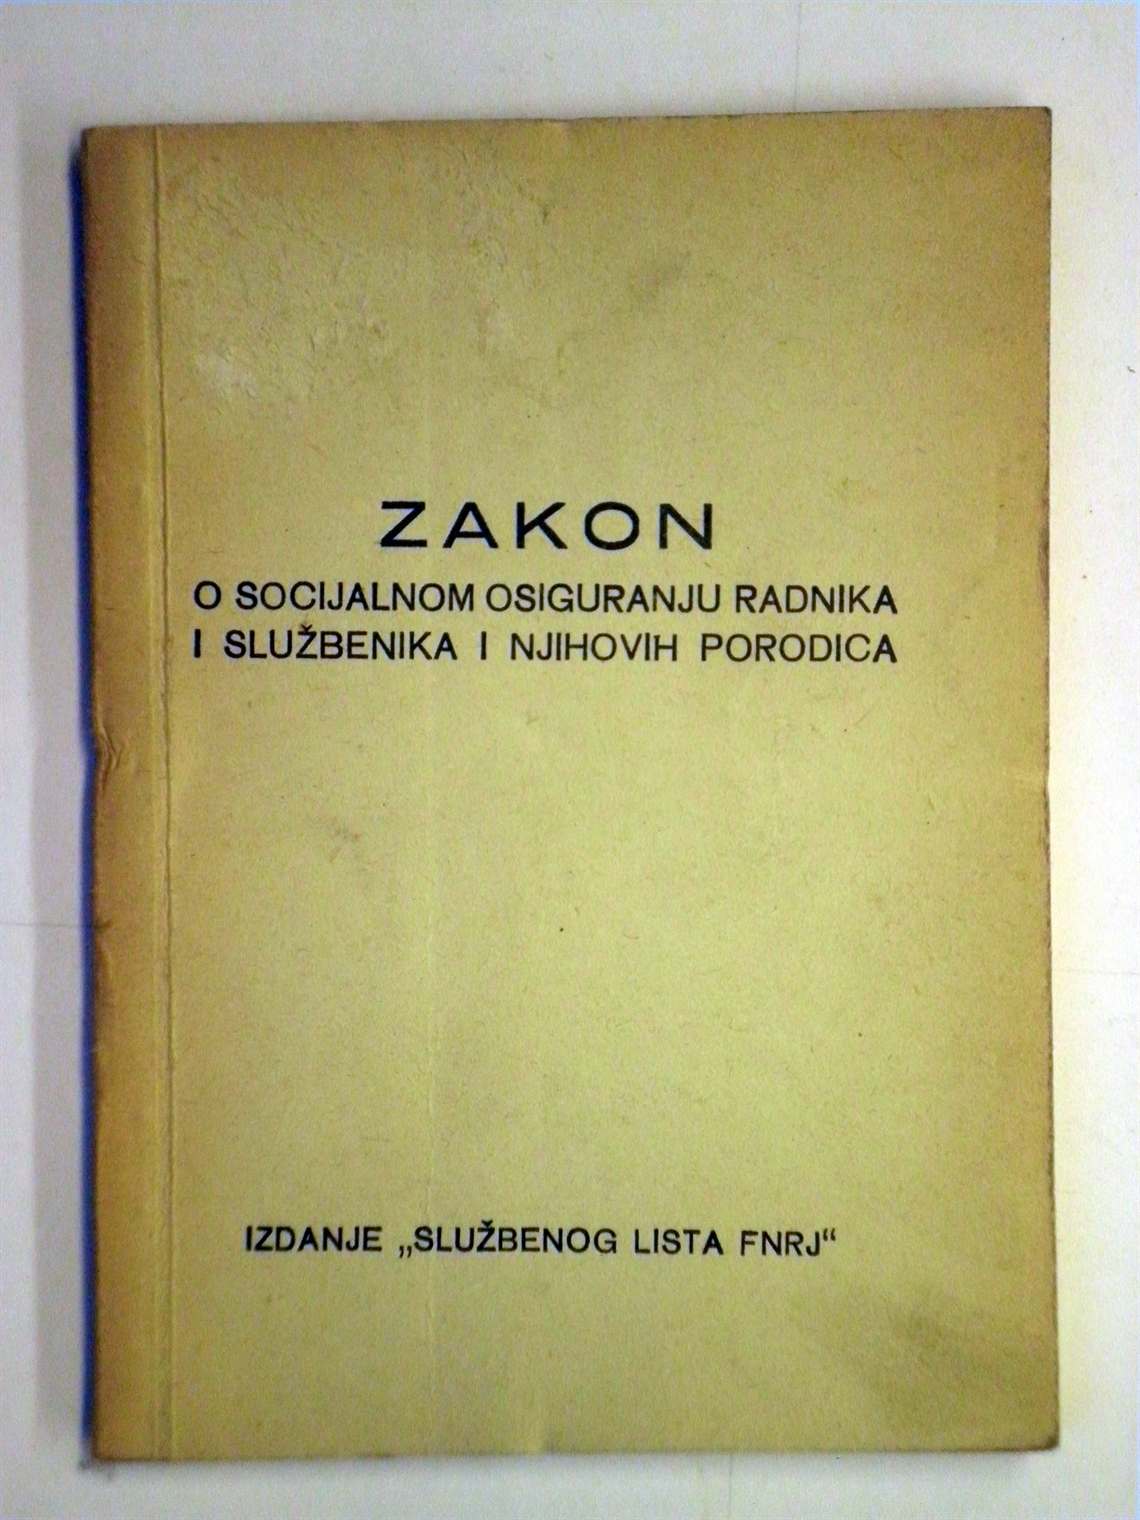 ZAKON
O SOCIJALNOM OSIGURANJU RADNIKA
I SLUŽBENIKA I NJIHOVIH PORODICA
IZDANJE „SLUŽBENOG LISTA FNRJ“